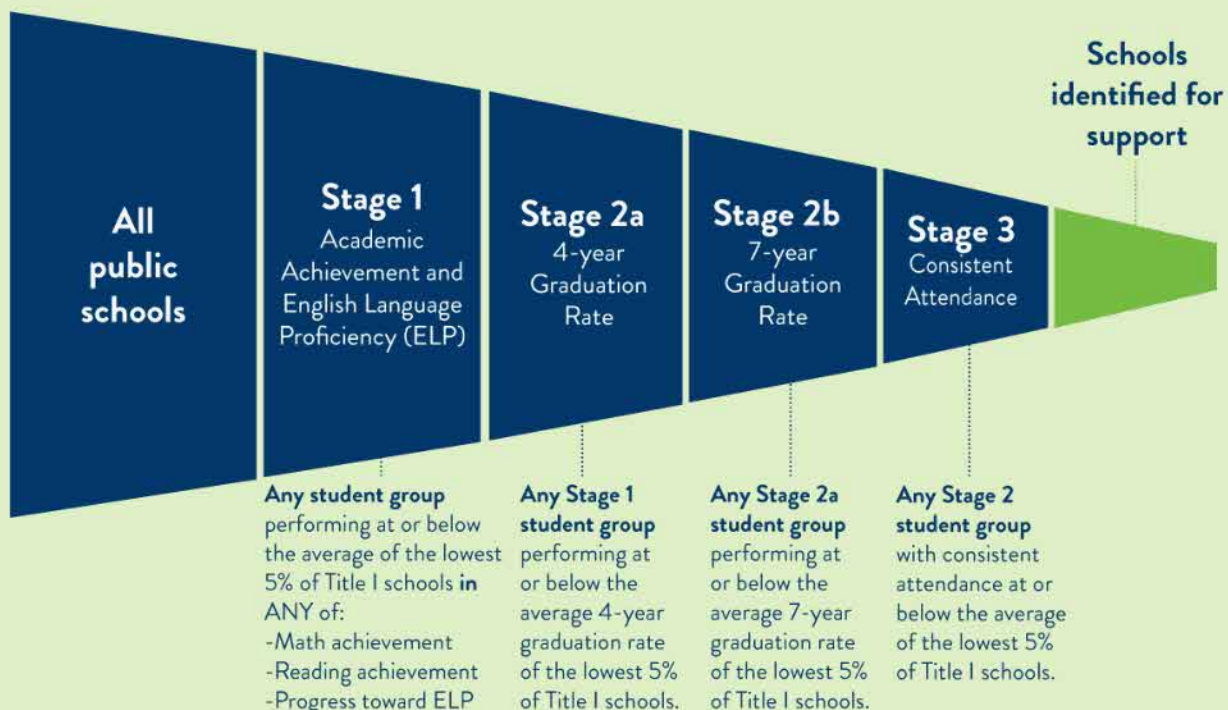 All
public
schools
Stage 1
Academic
Achievement and
English Language
Proficiency (ELP)
Stage 2a
4-year
Graduation
Rate
Stage 2b
7-year
Graduation
Rate
Stage 3
Consistent
Attendance
Schools
identified for
support
Any student group
performing at or below
the average of the lowest
5% of Title I schools in
ANY of:
-Math achievement
-Reading achievement
-Progress toward ELP
Any Stage 1
student group
performing at
or below the
average 4-year
graduation rate
of the lowest 5%
of Title I schools.
Any Stage 2a
student group
performing at
or below the
average 7-year
graduation rate
of the lowest 5%
of Title I schools.
Any Stage 2
student group
with consistent
attendance at or
below the average
of the lowest 5%
of Title I schools.